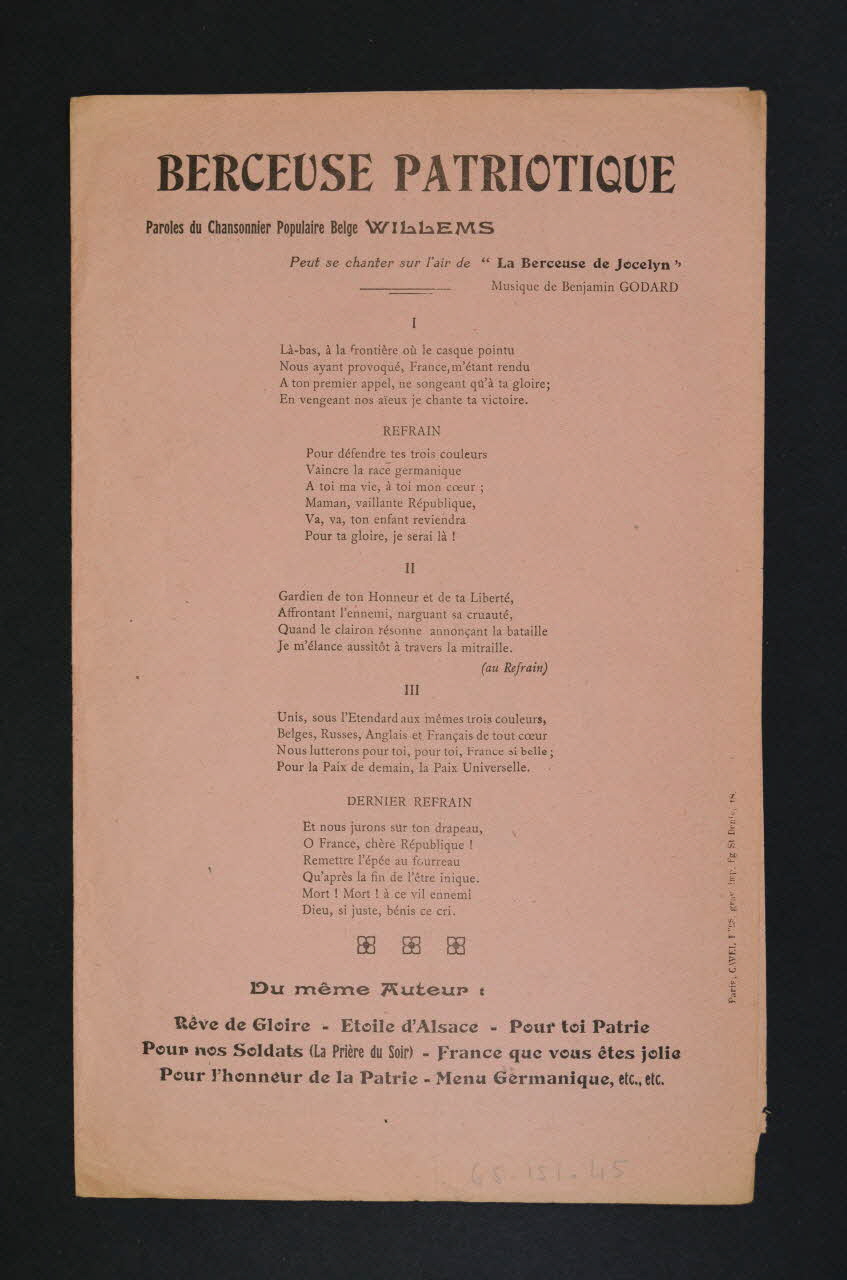 BERCEUSE PATRIOTIQUE
Paroles du Chansonnier Populaire Belge WILLEMS
Peut se chanter sur l'air de “ La Berceuse de Jocelyn ”
Musique de Benjamin GODARD
I
Là-bas, à la frontière où le casque pointu
Nous ayant provoqué, France, m'étant rendu
A ton premier appel, ne songeant qu'à ta gloire;
En vengeant nos aïeux je chante ta victoire.
REFRAIN
Pour défendre tes trois couleurs
Vaincre la race germanique
A toi ma vie, à toi mon cœur ;
Maman, vaillante République,
Va, va, ton enfant reviendra
Pour ta gloire, je serai là !
II
Gardien de ton Honneur et de ta Liberté,
Affrontant l'ennemi, narguant sa cruauté,
Quand le clairon résonne annonçant la bataille
Je m'élance aussitôt à travers la mitraille.
(au Refrain)
III
Unis, sous l'Etendard aux mêmes trois couleurs,
Belges, Russes, Anglais et Français de tout cœur
Nous lutterons pour toi, pour toi, France si belle ;
Pour la Paix de demain, la Paix Universelle.
DERNIER REFRAIN
Et nous jurons sur ton drapeau,
O France, chère République !
Remettre l'épée au fourreau
Qu'après la fin de l'être inique.
Mort ! Mort ! à ce vil ennemi
Dieu, si juste, bénis ce cri.
Du même Auteur :
Rêve de Gloire - Etoile d'Alsace - Pour toi Patrie
Pour nos Soldats (La Prière du Soir) - France que vous êtes jolie
Pour l'honneur de la Patrie - Menu Germanique, etc., etc.
Paris, imp. Fg St Denis, 18.
68.151.45